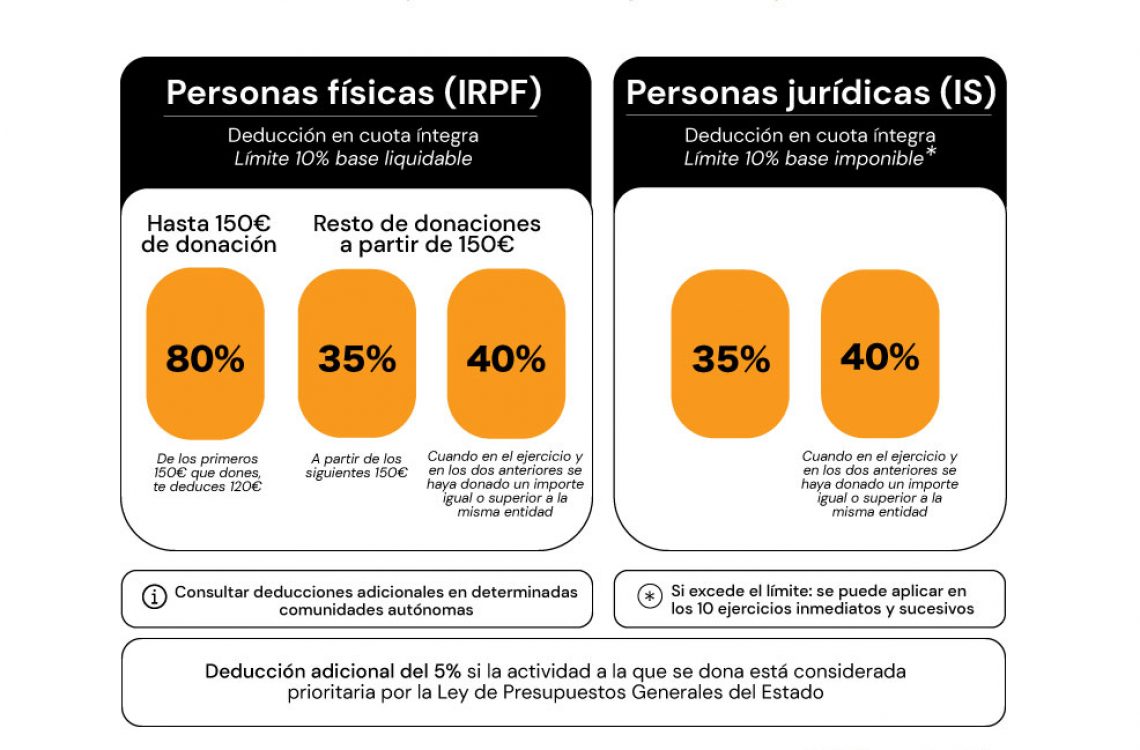 Personas físicas (IRPF)
Deducción en cuota íntegra
Límite 10% base liquidable
Hasta 150€
de donación
Resto de donaciones
a partir de 150€
80%
35%
40%
De los primeros
150€ que dones,
te deduces 120€
A partir de los
siguientes 150€
Cuando en el ejercicio y
en los dos anteriores se
haya donado un importe
igual o superior a la
misma entidad
Consultar deducciones adicionales en determinadas
comunidades autónomas
Personas jurídicas (IS)
Deducción en cuota íntegra
Límite 10% base imponible*
35%
40%
Cuando en el ejercicio y
en los dos anteriores se
haya donado un importe
igual o superior a la
misma entidad
* Si excede el límite: se puede aplicar en
los 10 ejercicios inmediatos y sucesivos
Deducción adicional del 5% si la actividad a la que se dona está considerada
prioritaria por la Ley de Presupuestos Generales del Estado